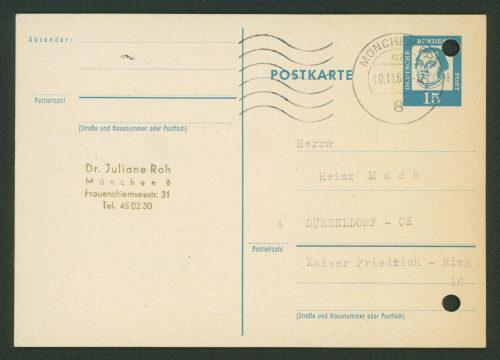 Absender:
Postleitzahl
(Straße und Hausnummer oder Postfach)
Dr. Juliane Roh
München 8
Frauenchiemseestr. 31
Tel. 45 02 30
POSTKARTE
8
DEUTSCHE
POST
15
Herrn
Heinz Mack
4 DÜSSELDORF - OK
Postleitzahl
Kaiser Friedrich - Ring
16
(Straße und Hausnummer oder Postfach)